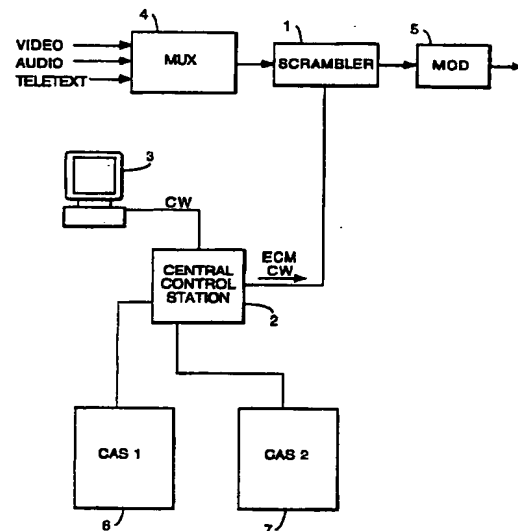 4
1
5
VIDEO
AUDIO
TELETEXT
MUX
SCRAMBLER
MOD
3
CW
ECM
CW
CENTRAL
CONTROL
STATION
2
CAS 1
CAS 2
6
7